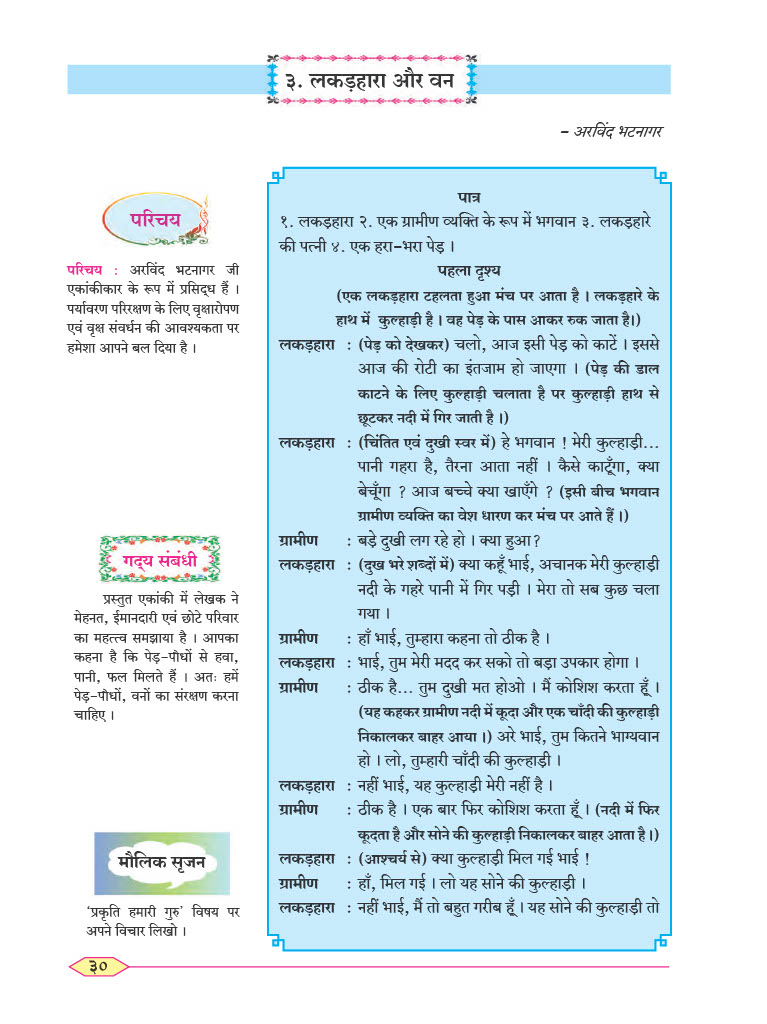 ३. लकड़हारा और वन
– अरविंद भटनागर
परिचय
परिचय : अरविंद भटनागर जी
एकांकीकार के रूप में प्रसिद्ध हैं ।
पर्यावरण परिरक्षण के लिए वृक्षारोपण
एवं वृक्ष संवर्धन की आवश्यकता पर
हमेशा आपने बल दिया है ।
गद्य संबंधी
प्रस्तुत एकांकी में लेखक ने
मेहनत, ईमानदारी एवं छोटे परिवार
का महत्त्व समझाया है । आपका
कहना है कि पेड़-पौधों से हवा,
पानी, फल मिलते हैं । अतः हमें
पेड़-पौधों, वनों का संरक्षण करना
चाहिए ।
मौलिक सृजन
‘प्रकृति हमारी गुरु’ विषय पर
अपने विचार लिखो ।
पात्र
१. लकड़हारा २. एक ग्रामीण व्यक्ति के रूप में भगवान ३. लकड़हारे
की पत्नी ४. एक हरा-भरा पेड़ ।
पहला दृश्य
(एक लकड़हारा टहलता हुआ मंच पर आता है । लकड़हारे के
हाथ में कुल्हाड़ी है । वह पेड़ के पास आकर रुक जाता है।)
लकड़हारा : (पेड़ को देखकर) चलो, आज इसी पेड़ को काटें । इससे
आज की रोटी का इंतजाम हो जाएगा । (पेड़ की डाल
काटने के लिए कुल्हाड़ी चलाता है पर कुल्हाड़ी हाथ से
छूटकर नदी में गिर जाती है ।)
लकड़हारा : (चिंतित एवं दुखी स्वर में) हे भगवान ! मेरी कुल्हाड़ी...
पानी गहरा है, तैरना आता नहीं । कैसे काटूँगा, क्या
बेचूँगा ? आज बच्चे क्या खाएँगे ? (इसी बीच भगवान
ग्रामीण व्यक्ति का वेश धारण कर मंच पर आते हैं ।)
ग्रामीण : बड़े दुखी लग रहे हो । क्या हुआ?
लकड़हारा : (दुख भरे शब्दों में) क्या कहूँ भाई, अचानक मेरी कुल्हाड़ी
नदी के गहरे पानी में गिर पड़ी । मेरा तो सब कुछ चला
गया ।
ग्रामीण : हाँ भाई, तुम्हारा कहना तो ठीक है ।
लकड़हारा : भाई, तुम मेरी मदद कर सको तो बड़ा उपकार होगा ।
ग्रामीण : ठीक है... तुम दुखी मत होओ । मैं कोशिश करता हूँ ।
(यह कहकर ग्रामीण नदी में कूदा और एक चाँदी की कुल्हाड़ी
निकालकर बाहर आया ।) अरे भाई, तुम कितने भाग्यवान
हो । लो, तुम्हारी चाँदी की कुल्हाड़ी ।
लकड़हारा : नहीं भाई, यह कुल्हाड़ी मेरी नहीं है ।
ग्रामीण : ठीक है । एक बार फिर कोशिश करता हूँ । (नदी में फिर
कूदता है और सोने की कुल्हाड़ी निकालकर बाहर आता है।)
लकड़हारा : (आश्चर्य से) क्या कुल्हाड़ी मिल गई भाई !
ग्रामीण : हाँ, मिल गई । लो यह सोने की कुल्हाड़ी ।
लकड़हारा : नहीं भाई, मैं तो बहुत गरीब हूँ । यह सोने की कुल्हाड़ी तो
३०